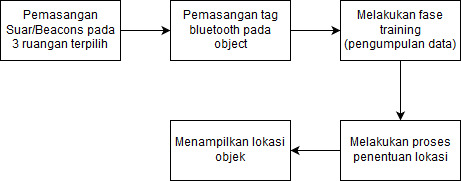 Pemasangan
Suar/Beacons pada
3 ruangan terpilih
Pemasangan tag
bluetooth pada
object
Melakukan fase
training
(pengumpulan data)
Melakukan proses
penentuan lokasi
Menampilkan lokasi
objek